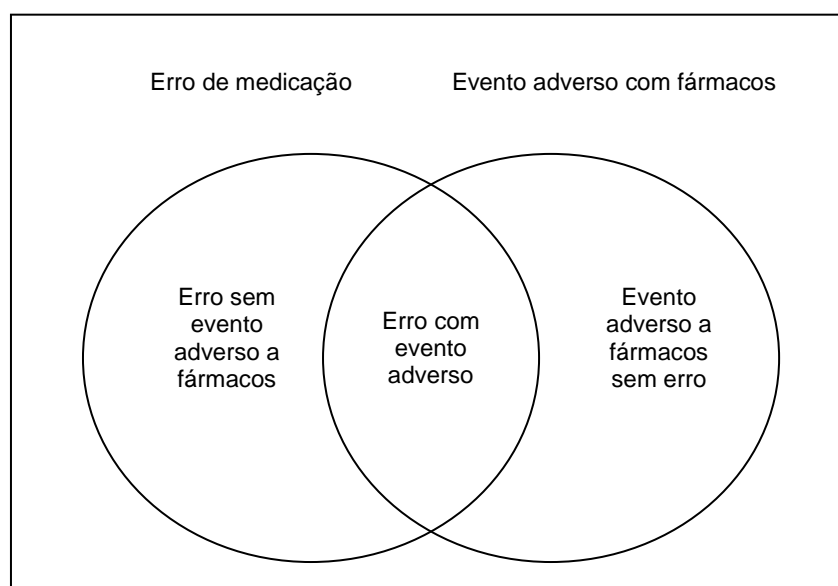 Erro de medicação
Evento adverso com fármacos
Erro sem
evento
adverso a
fármacos
Erro com
evento
adverso
Evento
adverso a
fármacos
sem erro